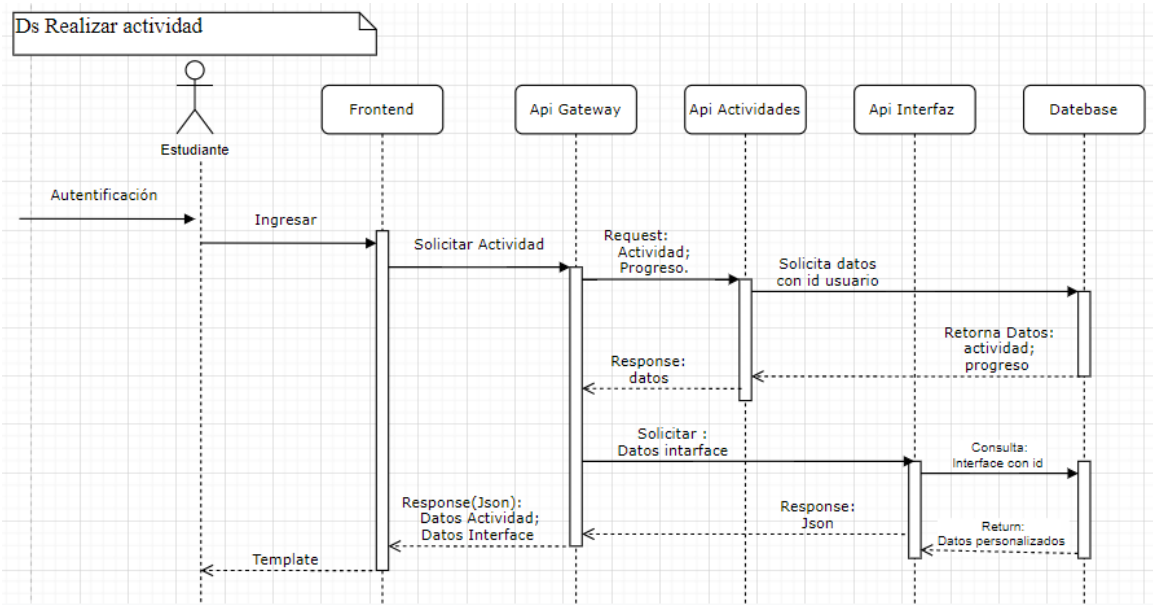 Ds Realizar actividad
Estudiante
Frontend
Api Gateway
Api Actividades
Api Interfaz
Datebase
Autentificación
Ingresar
Solicitar Actividad
Request:
Actividad;
Progreso.
Solicita datos
con id usuario
Retorna Datos:
actividad;
progreso
Response:
datos
Solicitar :
Datos intarface
Consulta:
Interface con id
Response(Json):
Datos Actividad;
Datos Interface
Response:
Json
Return:
Datos personalizados
Template